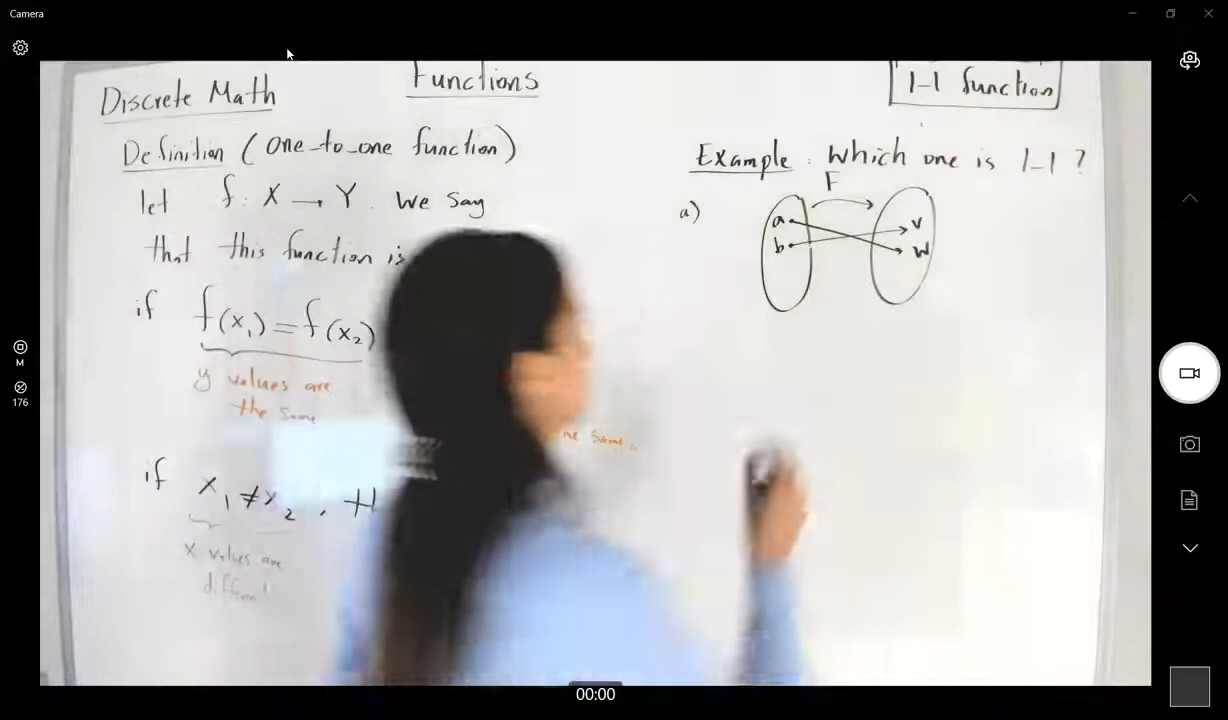 Camera
Discrete Math
Functions
1-1 function
Definition (One-to-one function)
let f: X → Y. We say
that this function is
if f(x₁) = f(x₂)
y values are
the same
same.
if x₁ ≠ x₂,
x values are
Example: Which one is 1-1?
F
a)
a
b
v
w
M
176
00:00